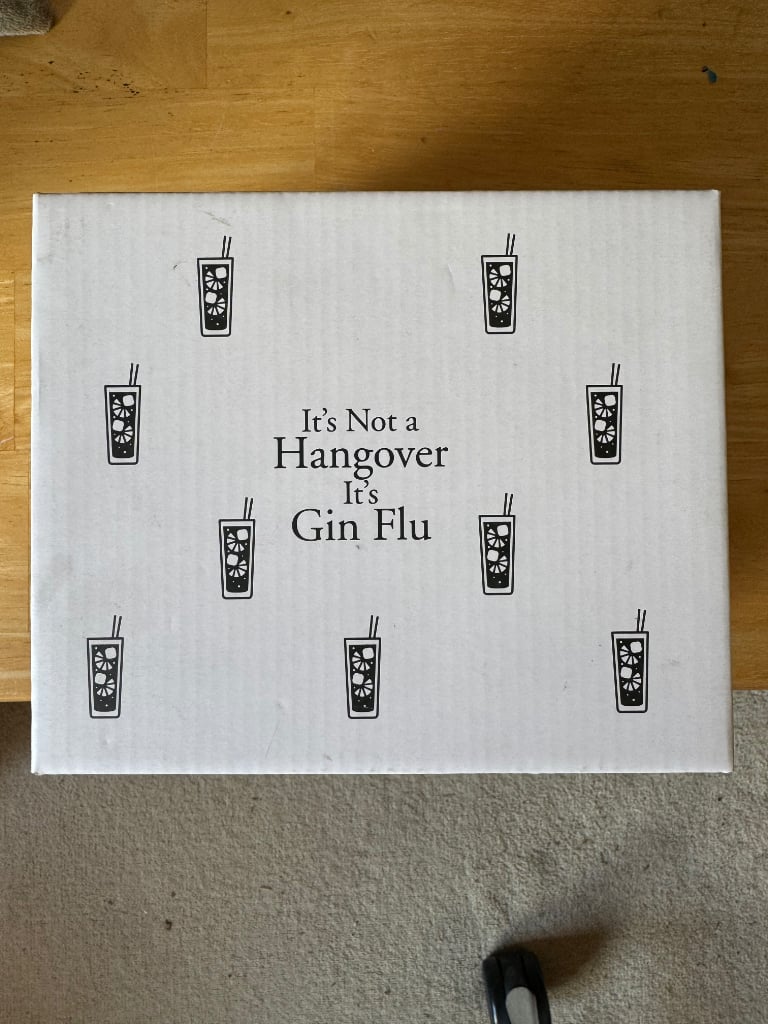 It's Not a
Hangover
It's
Gin Flu